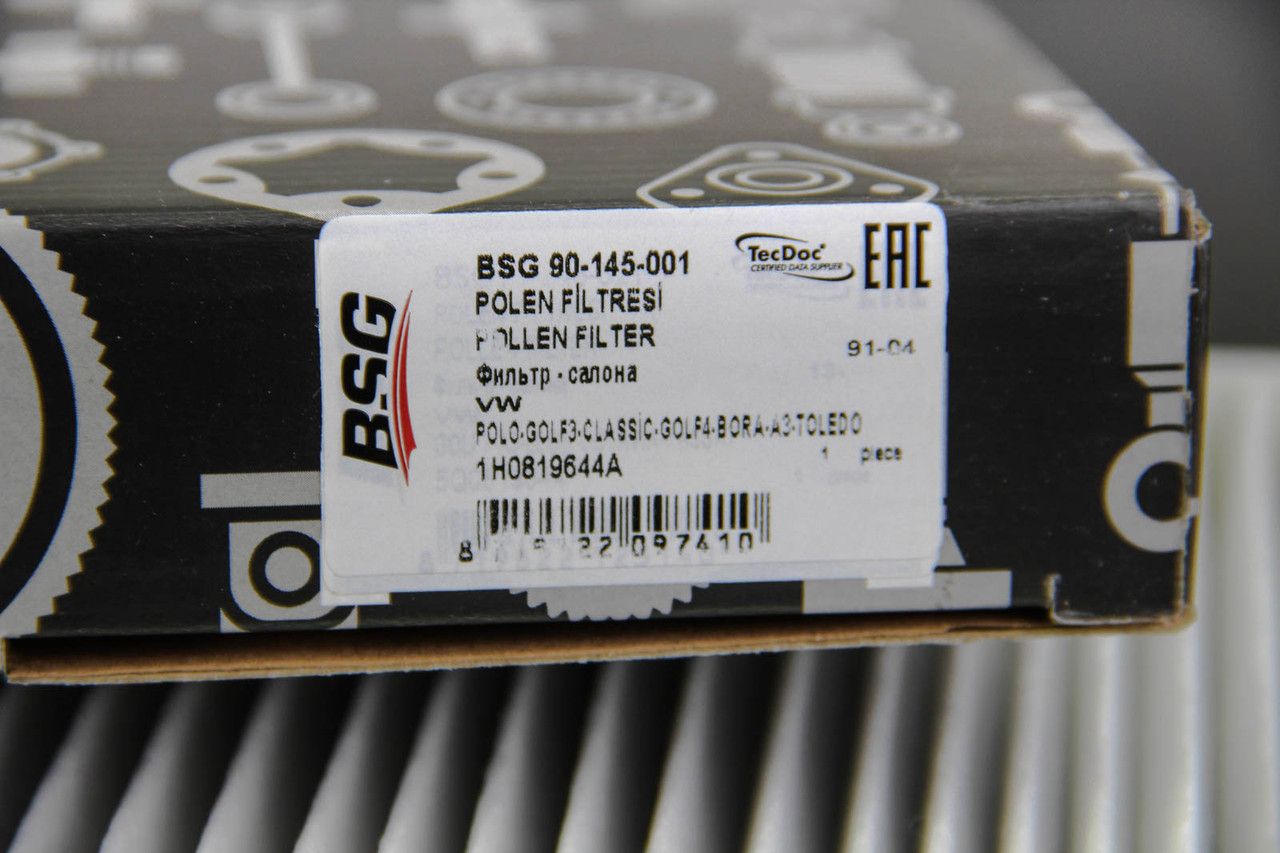 BSG
BSG 90-145-001
TecDoc
CERTIFIED DATA SUPPLIER
EAC
POLEN FİLTRESİ
POLLEN FILTER
91-04
Фильтр - салона
VW
POLO-GOLF3-CLASSİC-GOLF4-BORA-A3-TOLEDO
1H0819644A
1 piece